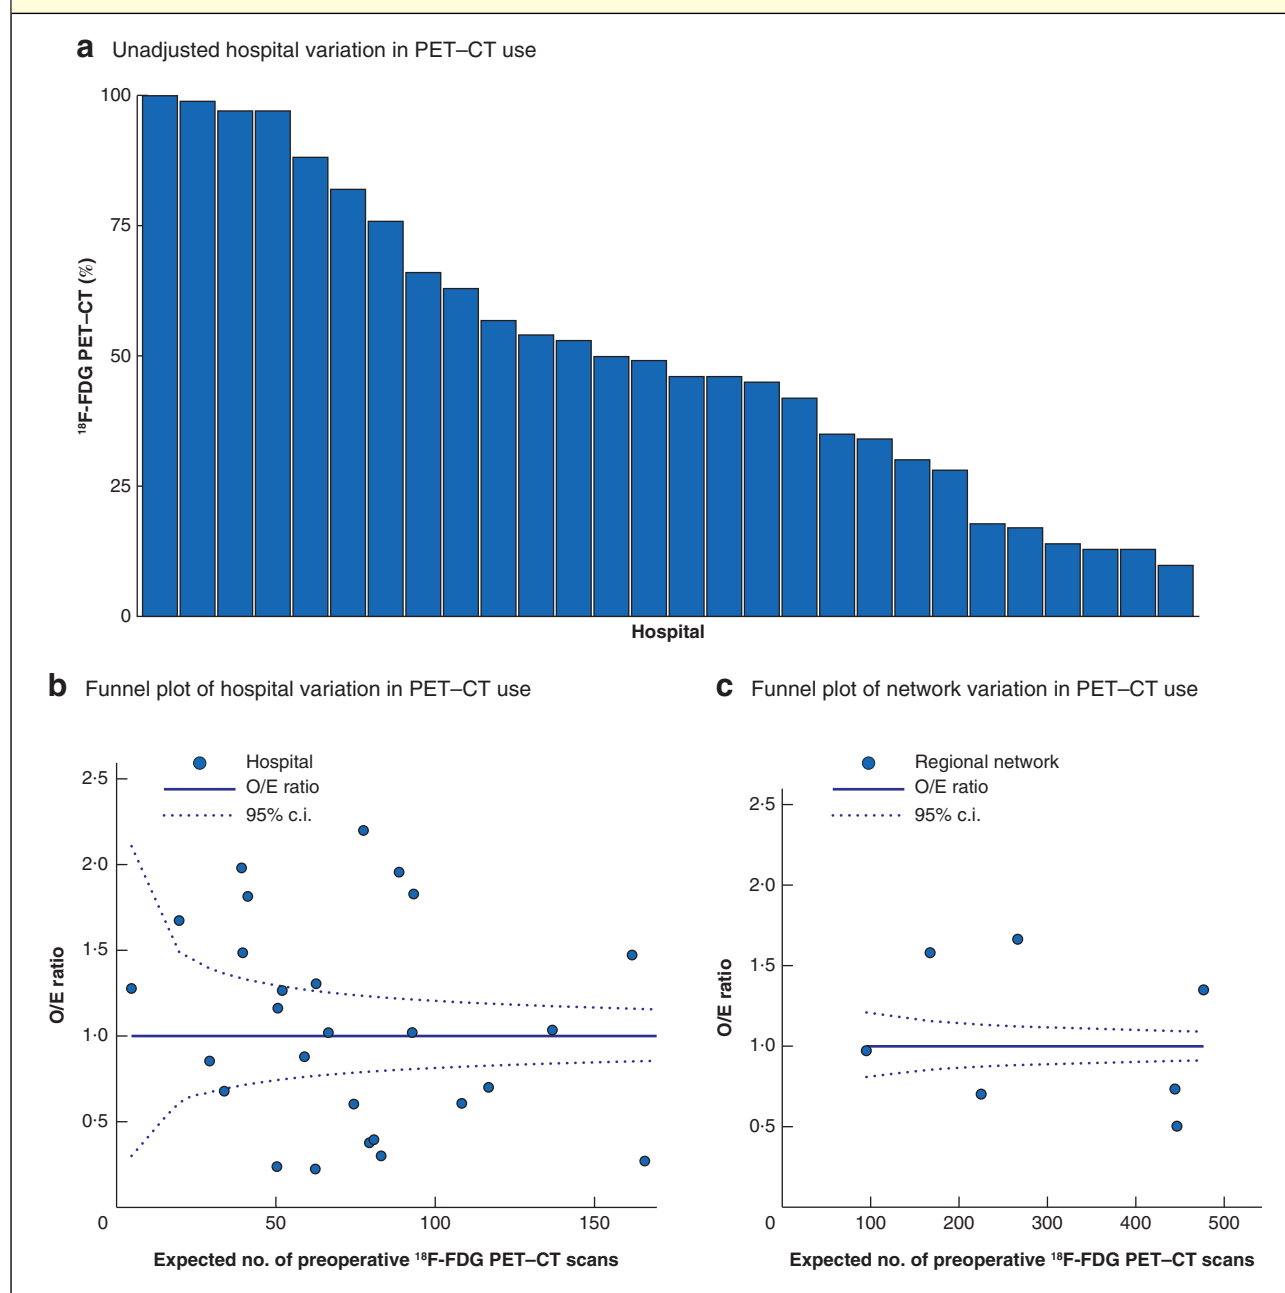 a Unadjusted hospital variation in PET–CT use
100
75
50
25
0
¹⁸F-FDG PET–CT (%)
Hospital
b Funnel plot of hospital variation in PET–CT use
Hospital
O/E ratio
95% c.i.
2·5
2·0
1·5
1·0
0·5
O/E ratio
0 50 100 150
Expected no. of preoperative ¹⁸F-FDG PET–CT scans
c Funnel plot of network variation in PET–CT use
Regional network
O/E ratio
95% c.i.
2·5
2·0
1·5
1·0
0·5
O/E ratio
0 100 200 300 400 500
Expected no. of preoperative ¹⁸F-FDG PET–CT scans